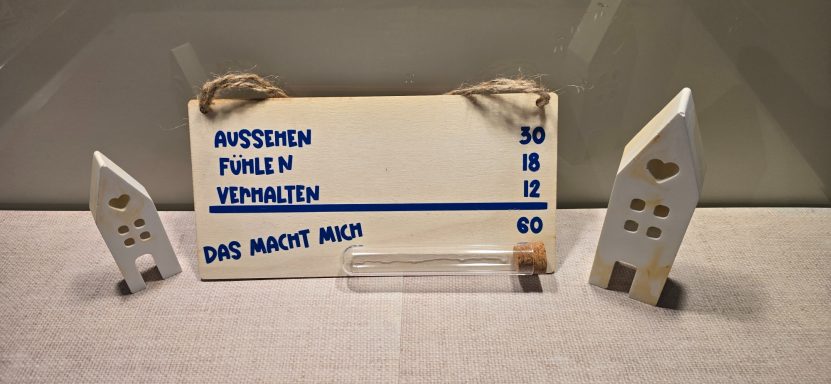 AUSSEHEN 30
FÜHLEN 18
VERHALTEN 12
DAS MACHT MICH 60